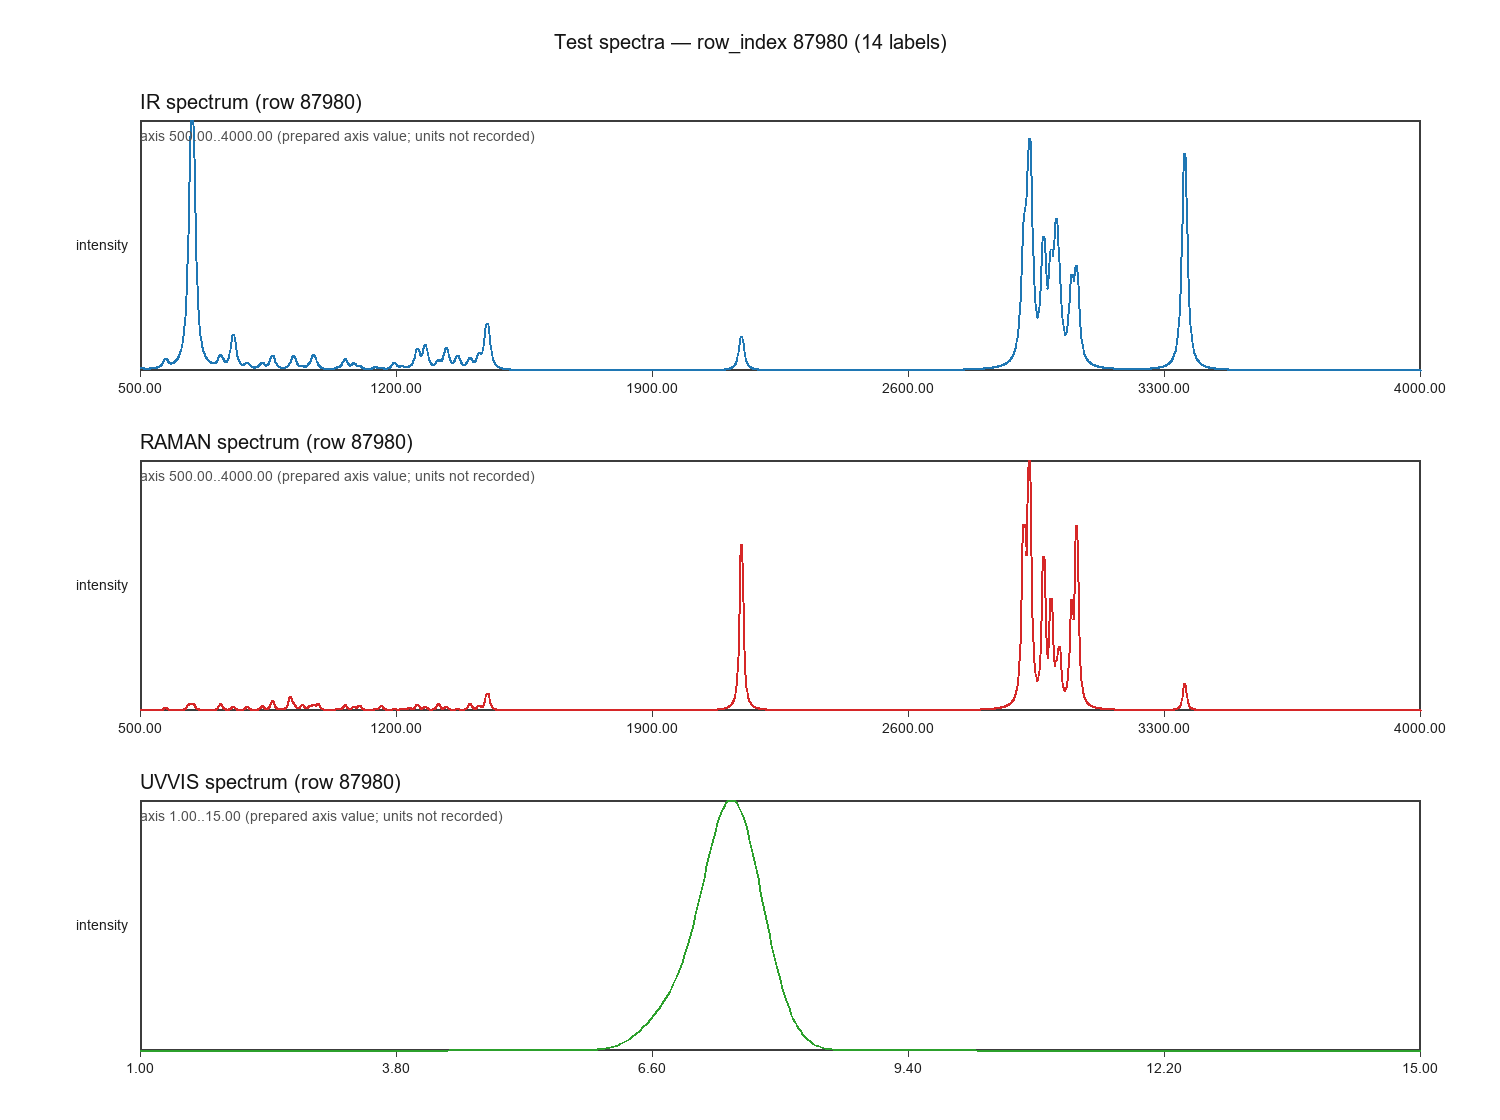 Test spectra — row_index 87980 (14 labels)
IR spectrum (row 87980)
axis 500.00..4000.00 (prepared axis value; units not recorded)
intensity
500.00 1200.00 1900.00 2600.00 3300.00 4000.00
RAMAN spectrum (row 87980)
axis 500.00..4000.00 (prepared axis value; units not recorded)
intensity
500.00 1200.00 1900.00 2600.00 3300.00 4000.00
UVVIS spectrum (row 87980)
axis 1.00..15.00 (prepared axis value; units not recorded)
intensity
1.00 3.80 6.60 9.40 12.20 15.00